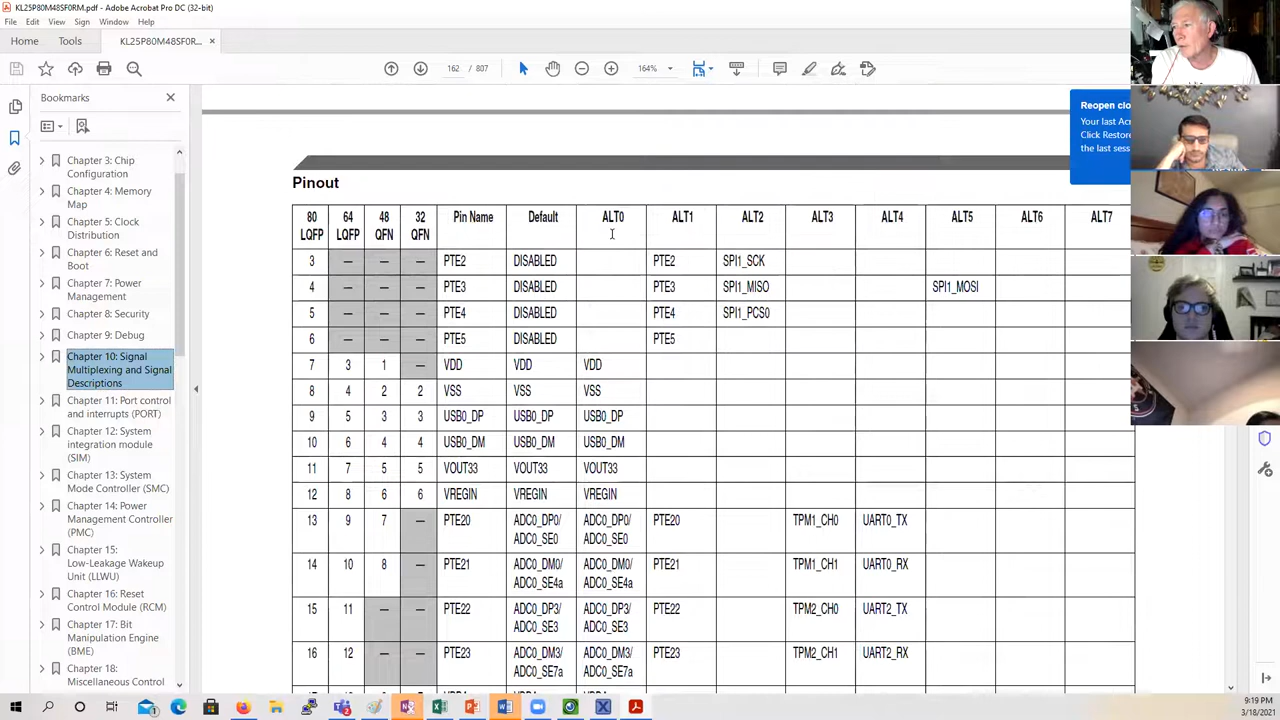 KL25P80M48SF0RM.pdf - Adobe Acrobat Pro DC (32-bit)
File Edit View Sign Window Help
Home Tools KL25P80M48SF0R... ×
162 / 807 164%
Bookmarks
Chapter 3: Chip
Configuration
Chapter 4: Memory
Map
Chapter 5: Clock
Distribution
Chapter 6: Reset and
Boot
Chapter 7: Power
Management
Chapter 8: Security
Chapter 9: Debug
Chapter 10: Signal
Multiplexing and Signal
Descriptions
Chapter 11: Port control
and interrupts (PORT)
Chapter 12: System
integration module
(SIM)
Chapter 13: System
Mode Controller (SMC)
Chapter 14: Power
Management Controller
(PMC)
Chapter 15:
Low-Leakage Wakeup
Unit (LLWU)
Chapter 16: Reset
Control Module (RCM)
Chapter 17: Bit
Manipulation Engine
(BME)
Chapter 18:
Miscellaneous Control
Reopen clo
Your last Acr
Click Restore
the last sess
Pinout
80 64 48 32 Pin Name Default ALT0 ALT1 ALT2 ALT3 ALT4 ALT5 ALT6 ALT7
LQFP LQFP QFN QFN
3 — — — PTE2 DISABLED PTE2 SPI1_SCK
4 — — — PTE3 DISABLED PTE3 SPI1_MISO SPI1_MOSI
5 — — — PTE4 DISABLED PTE4 SPI1_PCS0
6 — — — PTE5 DISABLED PTE5
7 3 1 — VDD VDD VDD
8 4 2 2 VSS VSS VSS
9 5 3 3 USB0_DP USB0_DP USB0_DP
10 6 4 4 USB0_DM USB0_DM USB0_DM
11 7 5 5 VOUT33 VOUT33 VOUT33
12 8 6 6 VREGIN VREGIN VREGIN
13 9 7 — PTE20 ADC0_DP0/ ADC0_DP0/ PTE20 TPM1_CH0 UART0_TX
ADC0_SE0 ADC0_SE0
14 10 8 — PTE21 ADC0_DM0/ ADC0_DM0/ PTE21 TPM1_CH1 UART0_RX
ADC0_SE4a ADC0_SE4a
15 11 — — PTE22 ADC0_DP3/ ADC0_DP3/ PTE22 TPM2_CH0 UART2_TX
ADC0_SE3 ADC0_SE3
16 12 — — PTE23 ADC0_DM3/ ADC0_DM3/ PTE23 TPM2_CH1 UART2_RX
ADC0_SE7a ADC0_SE7a
9:19 PM
3/18/2021